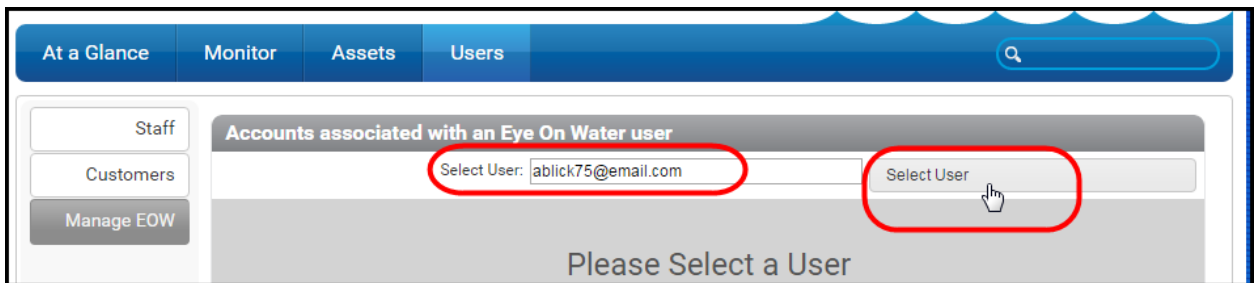 At a Glance Monitor Assets Users
Staff
Accounts associated with an Eye On Water user
Select User: ablick75@email.com Select User
Customers
Manage EOW
Please Select a User